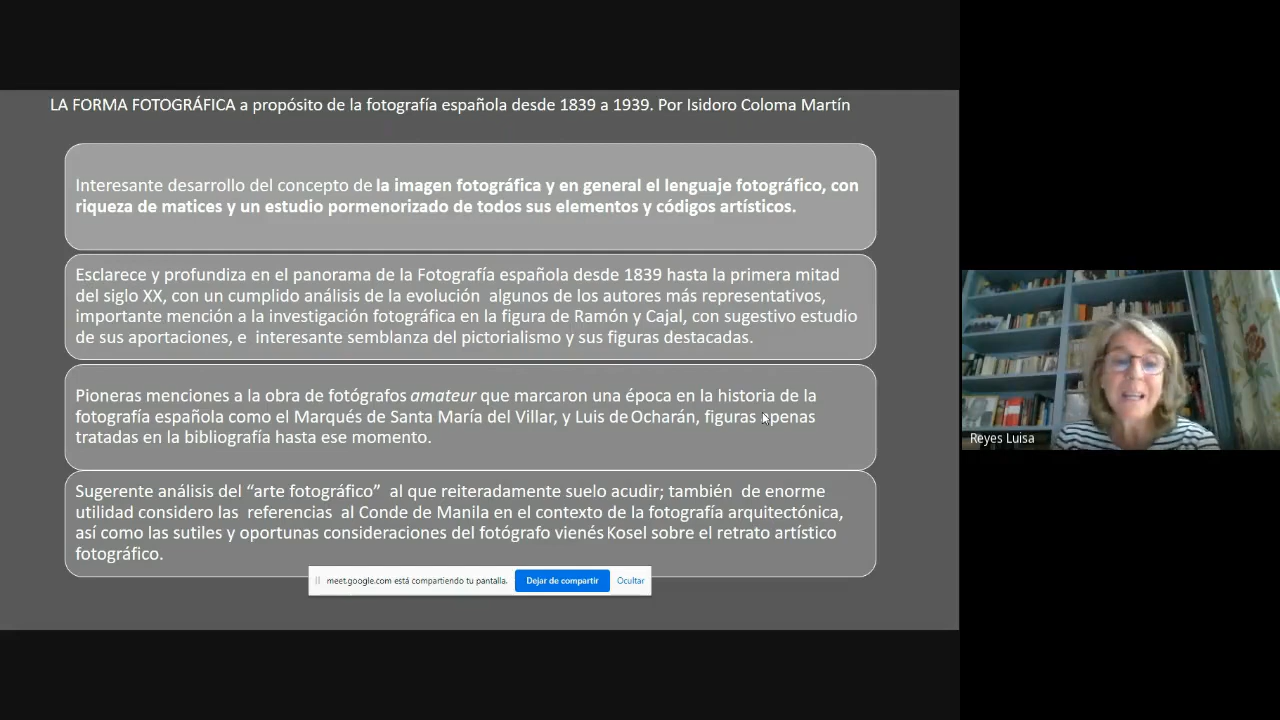 LA FORMA FOTOGRÁFICA a propósito de la fotografía española desde 1839 a 1939. Por Isidoro Coloma Martín
Interesante desarrollo del concepto de la imagen fotográfica y en general el lenguaje fotográfico, con
riqueza de matices y un estudio pormenorizado de todos sus elementos y códigos artísticos.
Esclarece y profundiza en el panorama de la Fotografía española desde 1839 hasta la primera mitad
del siglo XX, con un cumplido análisis de la evolución algunos de los autores más representativos,
importante mención a la investigación fotográfica en la figura de Ramón y Cajal, con sugestivo estudio
de sus aportaciones, e interesante semblanza del pictorialismo y sus figuras destacadas.
Pioneras menciones a la obra de fotógrafos amateur que marcaron una época en la historia de la
fotografía española como el Marqués de Santa María del Villar, y Luis de Ocharán, figuras apenas
tratadas en la bibliografía hasta ese momento.
Sugerente análisis del “arte fotográfico” al que reiteradamente suelo acudir; también de enorme
utilidad considero las referencias al Conde de Manila en el contexto de la fotografía arquitectónica,
así como las sutiles y oportunas consideraciones del fotógrafo vienés Kosel sobre el retrato artístico
fotográfico.
meet.google.com está compartiendo tu pantalla. Dejar de compartir Ocultar
Reyes Luisa